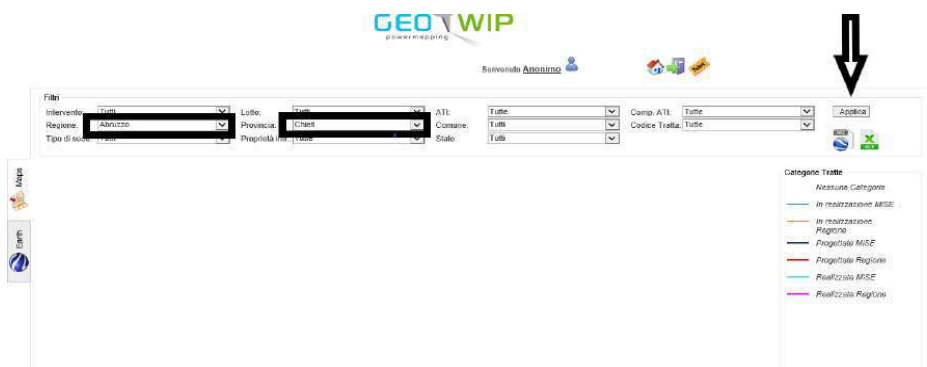 GEO WIP
powermapping
Benvenuto Anonimo
Filtri
Intervento: Tutti Lotto: Tutti ATI: Tutte Comp. ATI: Tutte Applica
Regione: Abruzzo Provincia: Chieti Comune: Tutti Codice Tratta: Tutte
Tipo di Tutti Proprietà Tutte Stato: Tutti
Maps
Earth
Categorie Tratte
Nessuna Categoria
In realizzazione MISE
In realizzazione
Regione
Progettate MISE
Progettate Regione
Realizzate MISE
Realizzate Regione